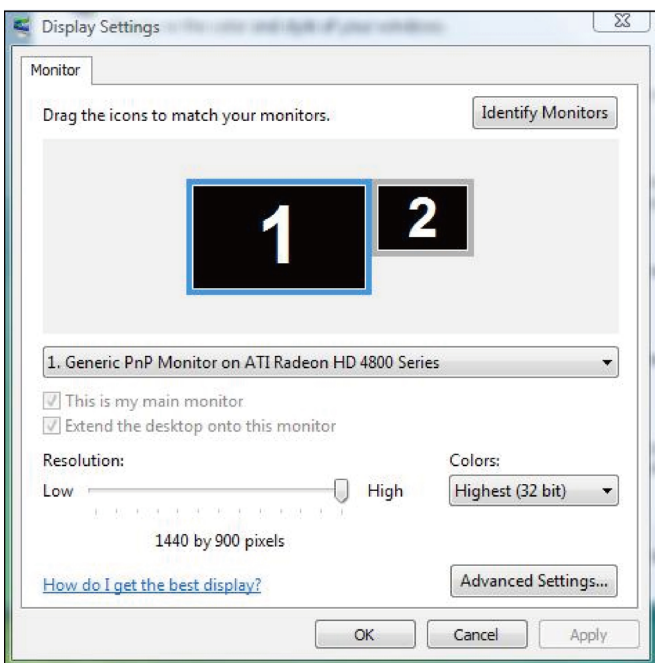 Display Settings
Monitor
Drag the icons to match your monitors.
Identify Monitors
1
2
1. Generic PnP Monitor on ATI Radeon HD 4800 Series
This is my main monitor
Extend the desktop onto this monitor
Resolution:
Colors:
Low
High
Highest (32 bit)
1440 by 900 pixels
How do I get the best display?
Advanced Settings...
OK
Cancel
Apply